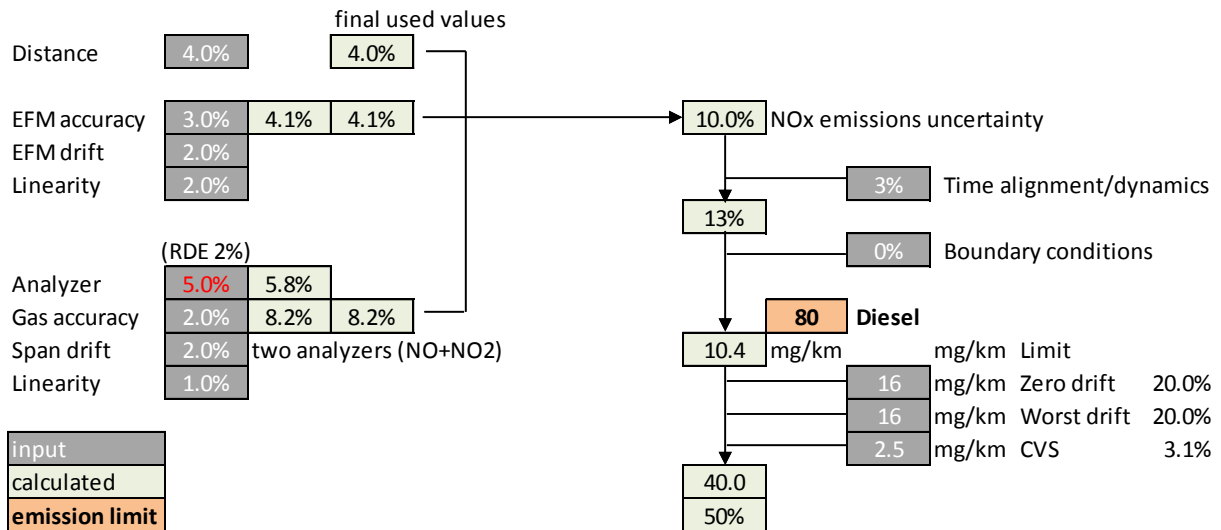 final used values
Distance 4.0% 4.0%
EFM accuracy 3.0% 4.1% 4.1% 10.0% NOx emissions uncertainty
EFM drift 2.0%
Linearity 2.0% 3% Time alignment/dynamics
13%
(RDE 2%) 0% Boundary conditions
Analyzer 5.0% 5.8%
Gas accuracy 2.0% 8.2% 8.2% 80 Diesel
Span drift 2.0% two analyzers (NO+NO2) 10.4 mg/km mg/km Limit
Linearity 1.0% 16 mg/km Zero drift 20.0%
16 mg/km Worst drift 20.0%
input 2.5 mg/km CVS 3.1%
calculated 40.0
emission limit 50%